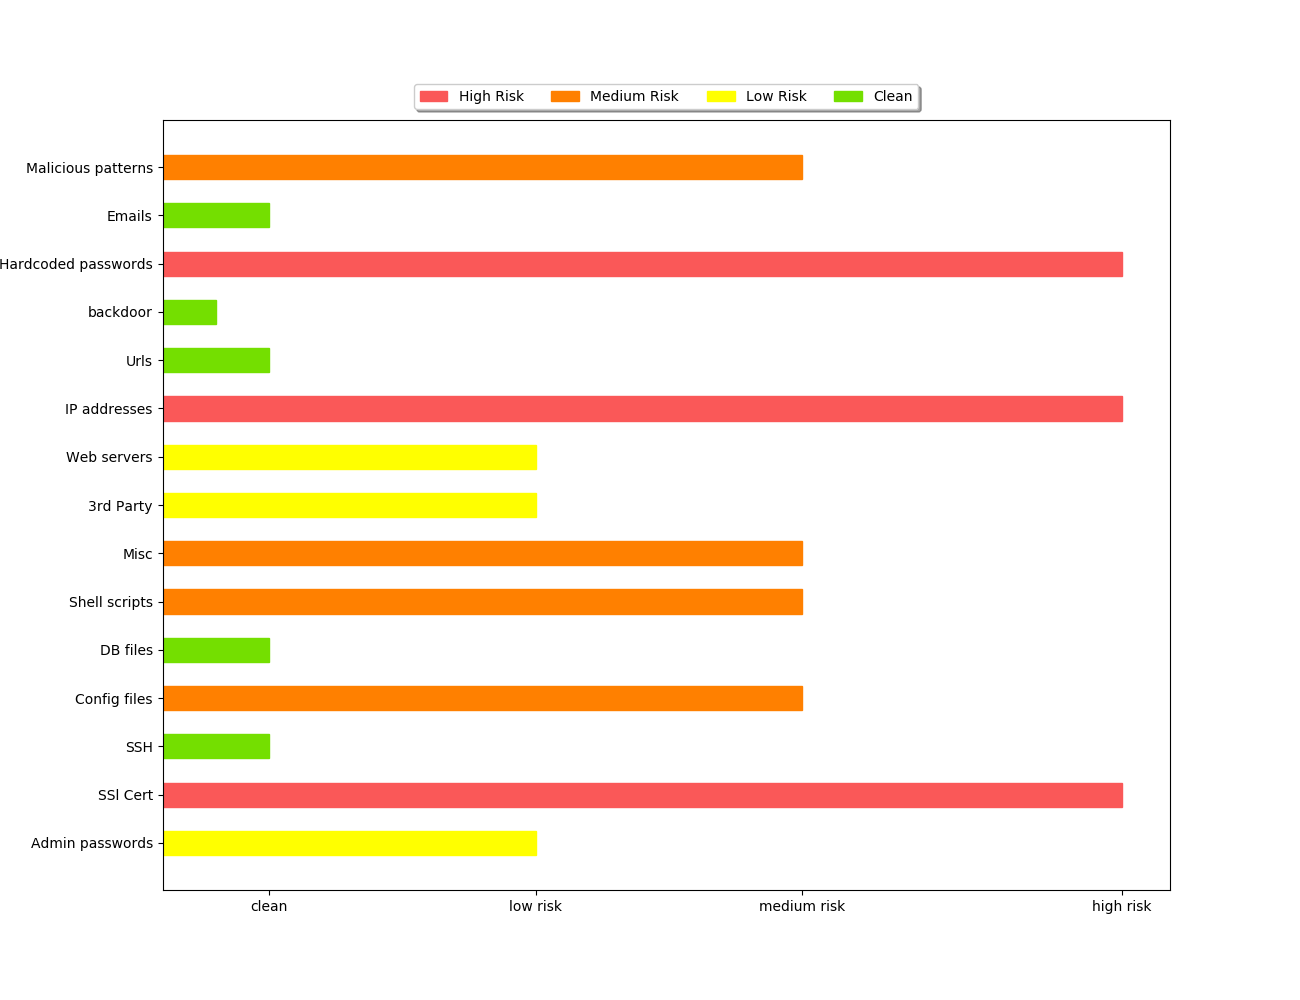 High Risk Medium Risk Low Risk Clean
Malicious patterns
Emails
Hardcoded passwords
backdoor
Urls
IP addresses
Web servers
3rd Party
Misc
Shell scripts
DB files
Config files
SSH
SSl Cert
Admin passwords
clean low risk medium risk high risk